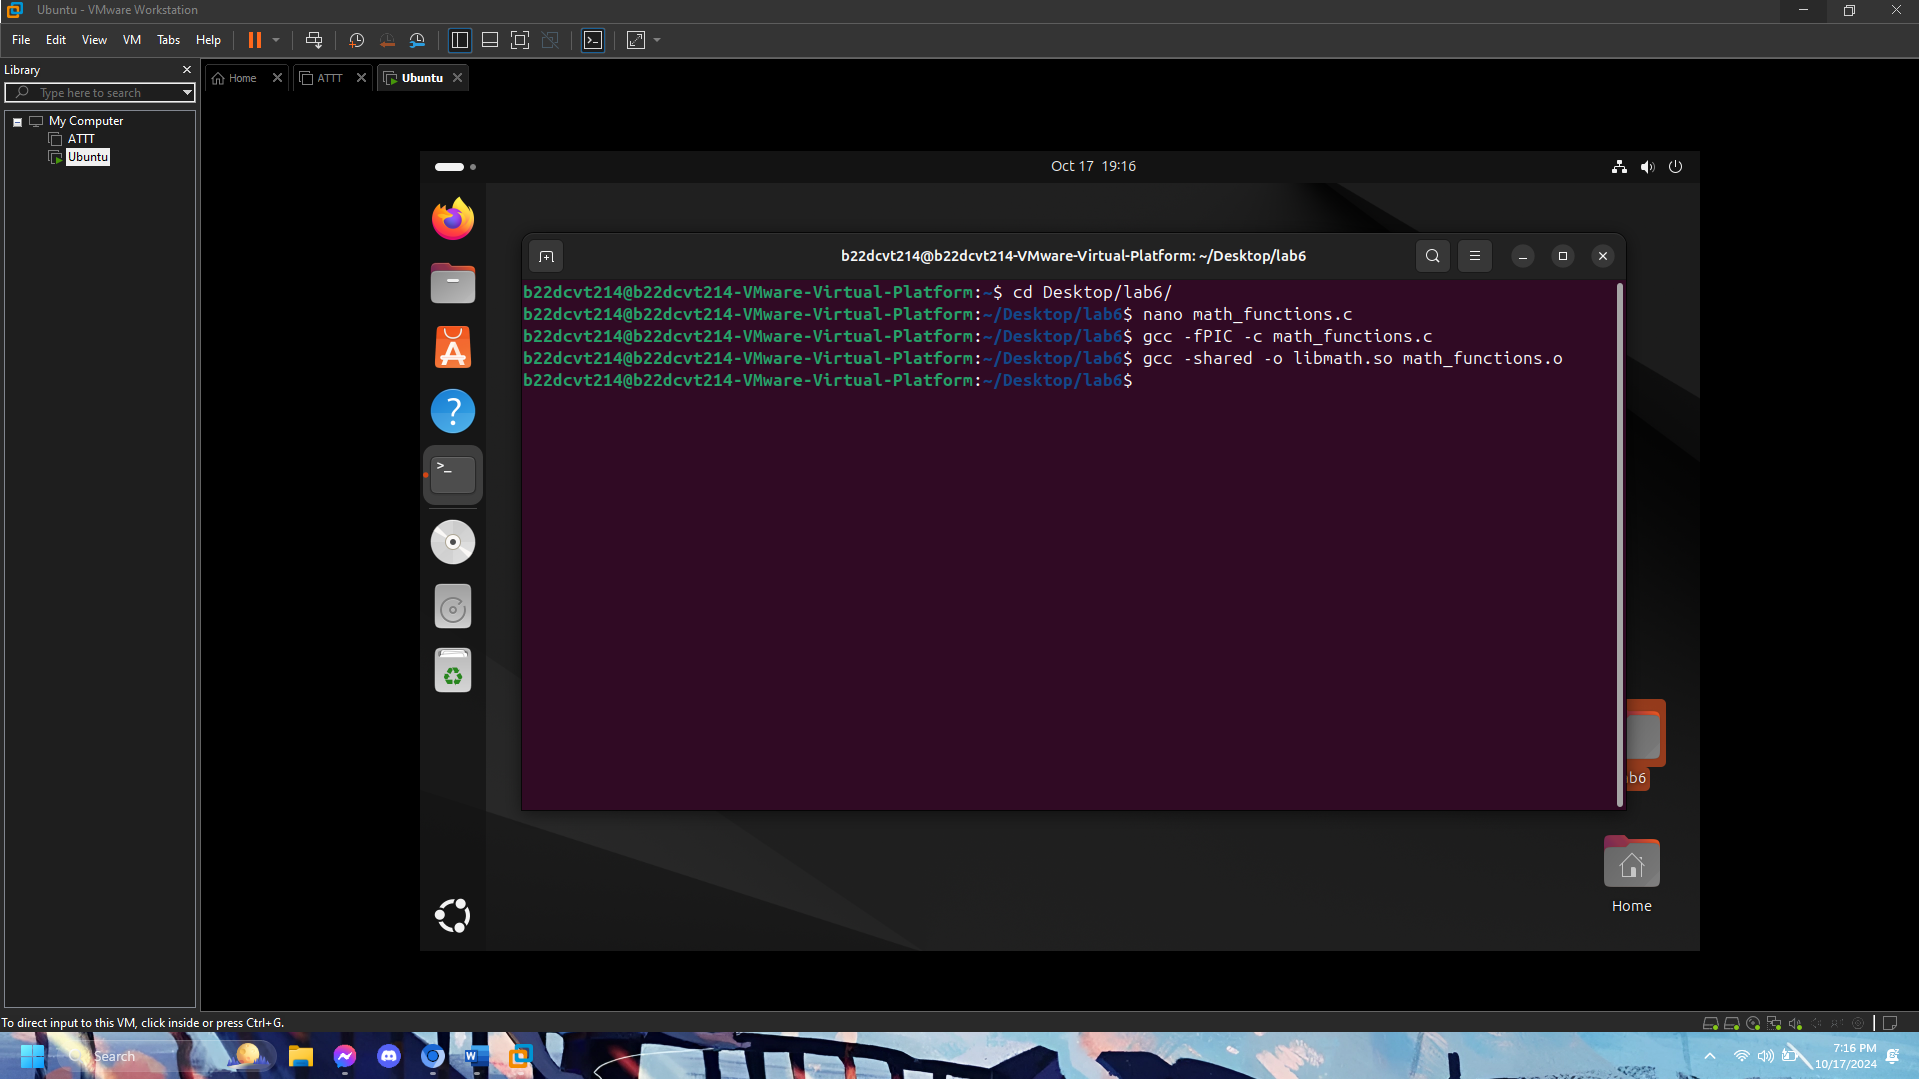 Ubuntu - VMware Workstation
File Edit View VM Tabs Help
Library
Type here to search
My Computer
ATTT
Ubuntu
Home
ATTT
Ubuntu
Oct 17 19:16
b22dcvt214@b22dcvt214-VMware-Virtual-Platform: ~/Desktop/lab6
b22dcvt214@b22dcvt214-VMware-Virtual-Platform:~$ cd Desktop/lab6/
b22dcvt214@b22dcvt214-VMware-Virtual-Platform:~/Desktop/lab6$ nano math_functions.c
b22dcvt214@b22dcvt214-VMware-Virtual-Platform:~/Desktop/lab6$ gcc -fPIC -c math_functions.c
b22dcvt214@b22dcvt214-VMware-Virtual-Platform:~/Desktop/lab6$ gcc -shared -o libmath.so math_functions.o
b22dcvt214@b22dcvt214-VMware-Virtual-Platform:~/Desktop/lab6$
ab6
Home
To direct input to this VM, click inside or press Ctrl+G.
Search
7:16 PM
10/17/2024